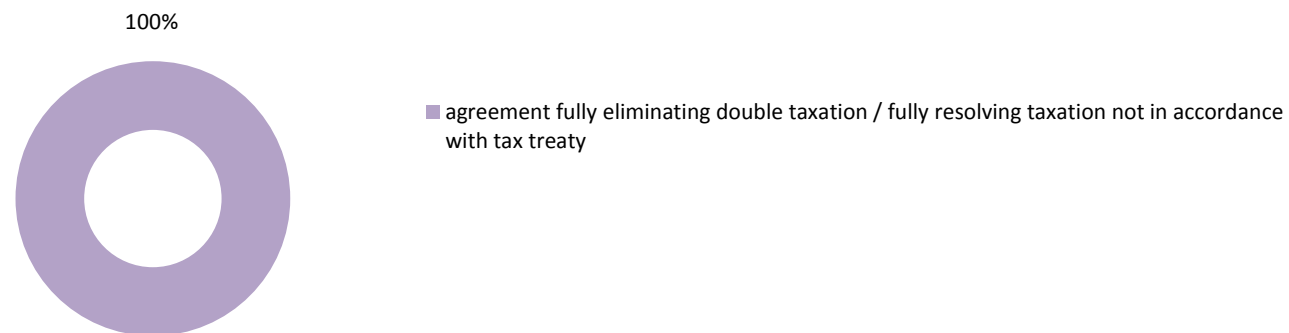 100%
agreement fully eliminating double taxation / fully resolving taxation not in accordance
with tax treaty